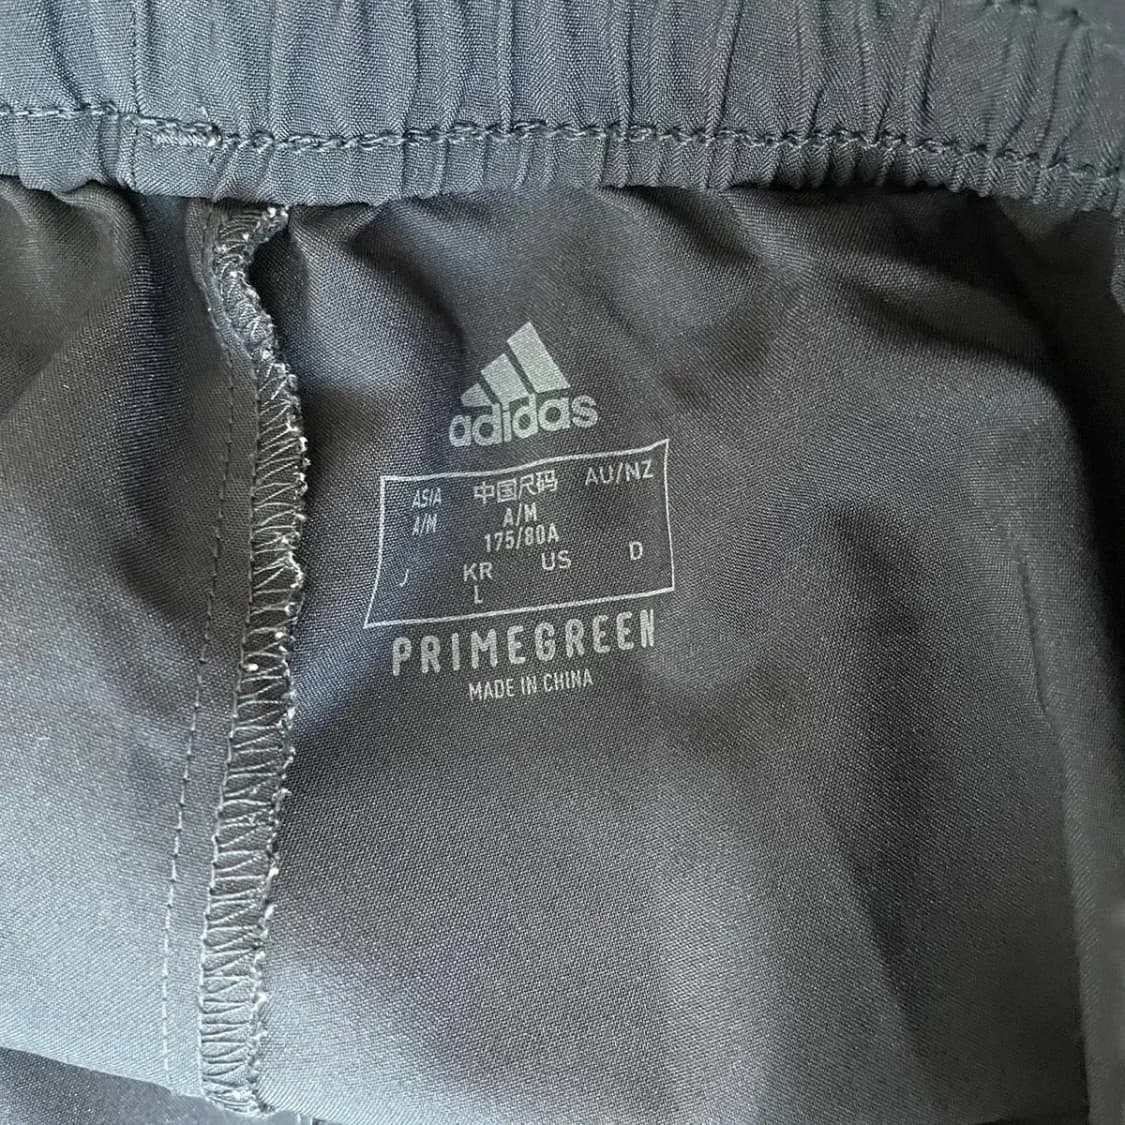 adidas
ASIA 中国尺码 AU/NZ
A/M A/M
175/80A
J KR US D
L
PRIMEGREEN
MADE IN CHINA